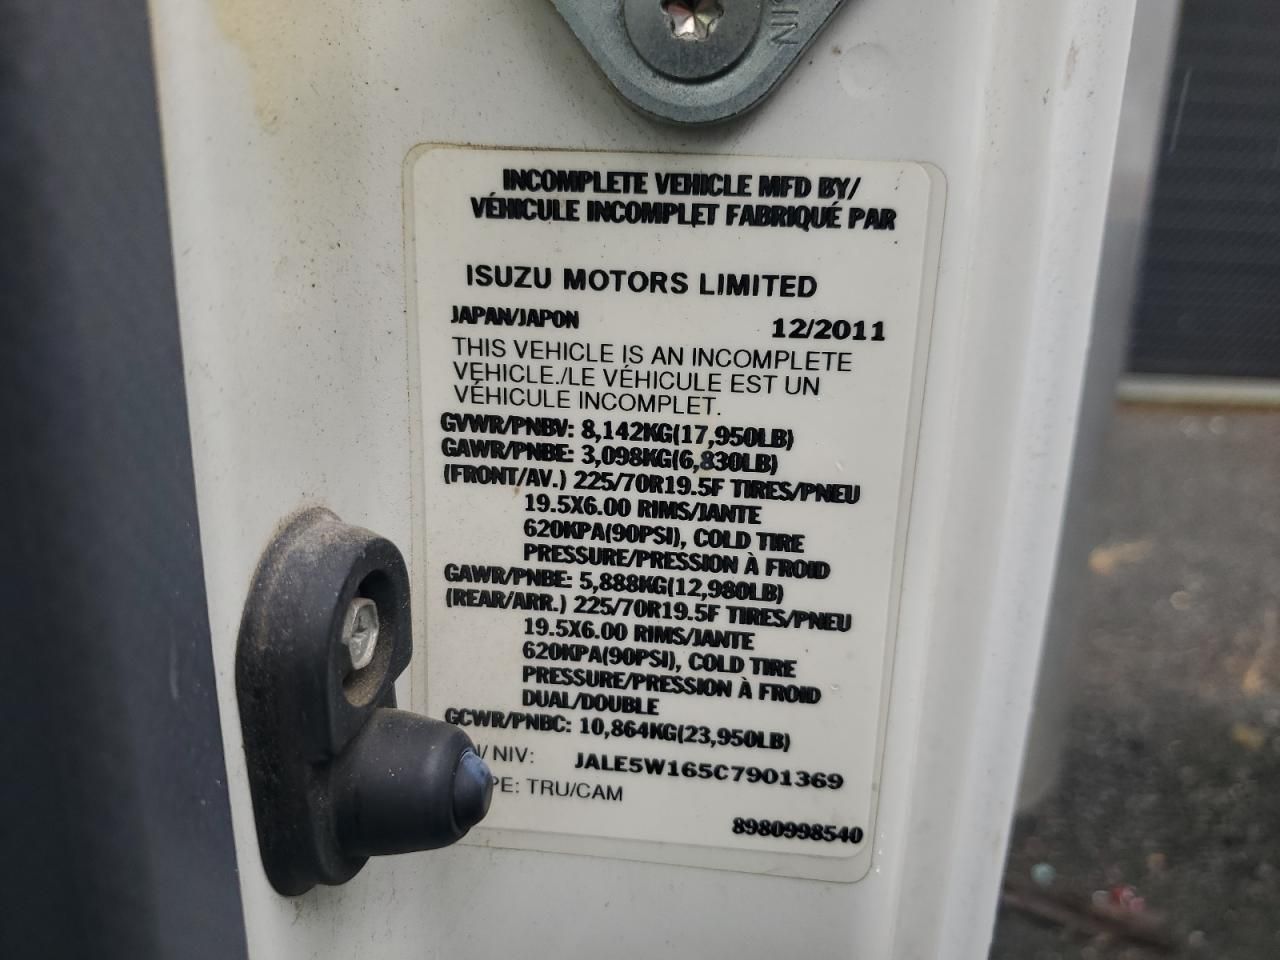 INCOMPLETE VEHICLE MFD BY/
VÉHICULE INCOMPLET FABRIQUÉ PAR
ISUZU MOTORS LIMITED
JAPAN/JAPON 12/2011
THIS VEHICLE IS AN INCOMPLETE
VEHICLE./LE VÉHICULE EST UN
VÉHICULE INCOMPLET.
GVWR/PNBV: 8,142KG(17,950LB)
GAWR/PNBE: 3,098KG(6,830LB)
(FRONT/AV.) 225/70R19.5F TIRES/PNEU
19.5X6.00 RIMS/JANTE
620KPA(90PSI), COLD TIRE
PRESSURE/PRESSION À FROID
GAWR/PNBE: 5,888KG(12,980LB)
(REAR/ARR.) 225/70R19.5F TIRES/PNEU
19.5X6.00 RIMS/JANTE
620KPA(90PSI), COLD TIRE
PRESSURE/PRESSION À FROID
DUAL/DOUBLE
GCWR/PNBC: 10,864KG(23,950LB)
/ NIV: JALE5W165C7901369
PE: TRU/CAM
8980998540